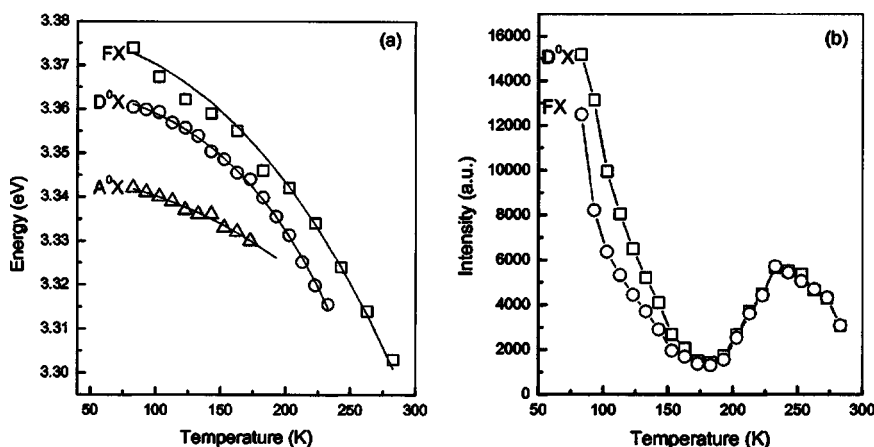 (a)
3.38
3.37
3.36
3.35
3.34
3.33
3.32
3.31
3.30
Energy (eV)
FX
D⁰X
A⁰X
50 100 150 200 250 300
Temperature (K)
(b)
16000
14000
12000
10000
8000
6000
4000
2000
0
Intensity (a.u.)
D⁰X
FX
50 100 150 200 250 300
Temperature (K)